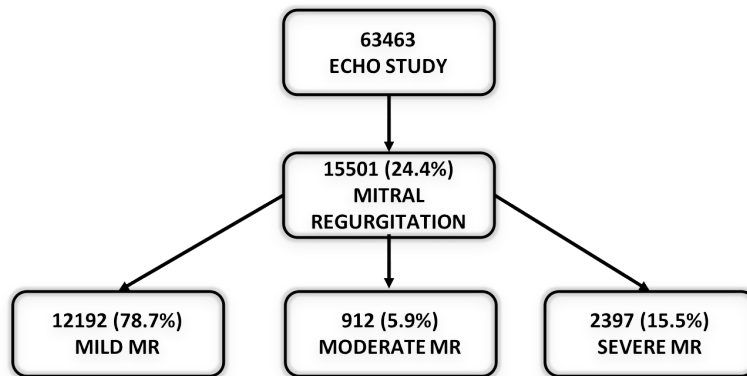 63463
ECHO STUDY
15501 (24.4%)
MITRAL
REGURGITATION
12192 (78.7%)
MILD MR
912 (5.9%)
MODERATE MR
2397 (15.5%)
SEVERE MR